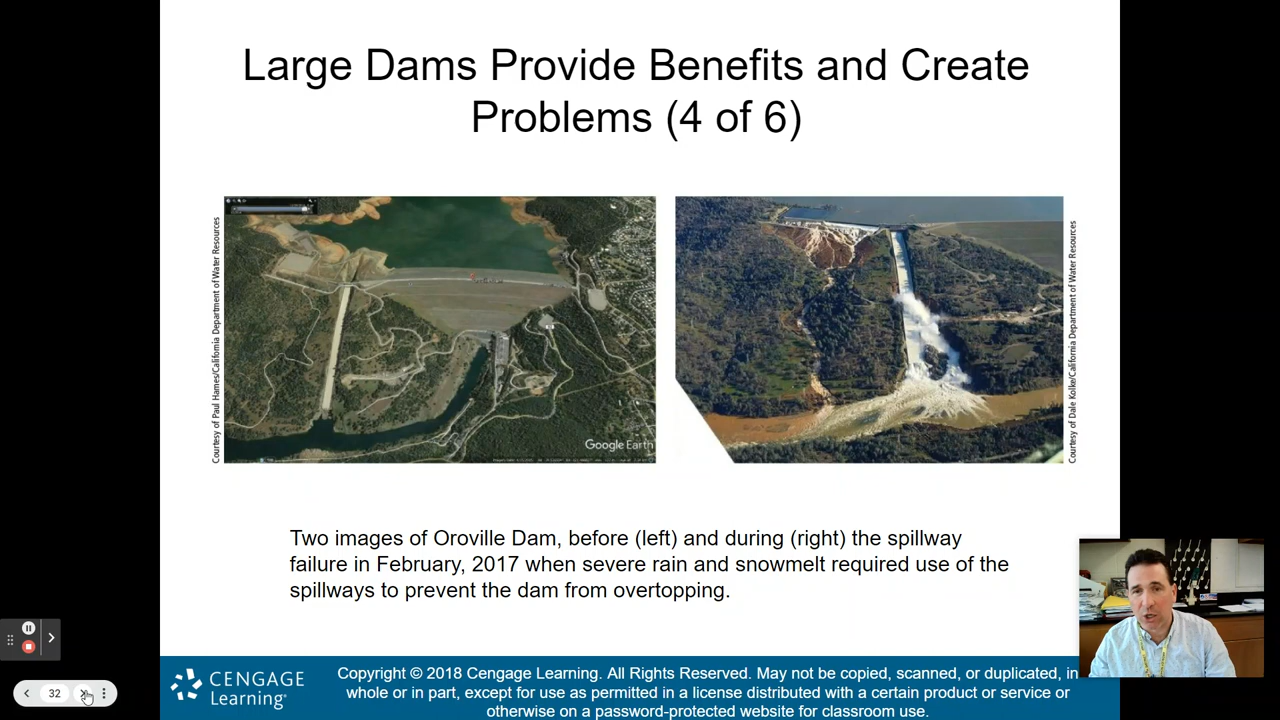 Large Dams Provide Benefits and Create
Problems (4 of 6)
Courtesy of Paul Hames/California Department of Water Resources
Google Earth
Courtesy of Dale Kolke/California Department of Water Resources
Two images of Oroville Dam, before (left) and during (right) the spillway
failure in February, 2017 when severe rain and snowmelt required use of the
spillways to prevent the dam from overtopping.
32
CENGAGE
Learning
Copyright © 2018 Cengage Learning. All Rights Reserved. May not be copied, scanned, or duplicated, in
whole or in part, except for use as permitted in a license distributed with a certain product or service or
otherwise on a password-protected website for classroom use.